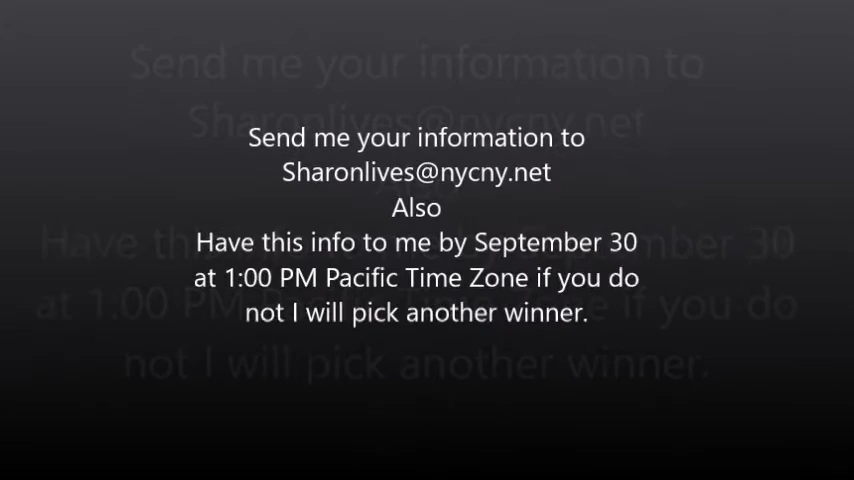 Send me your information to
Sharonlives@nycny.net
Also
Have this info to me by September 30
at 1:00 PM Pacific Time Zone if you do
not I will pick another winner.